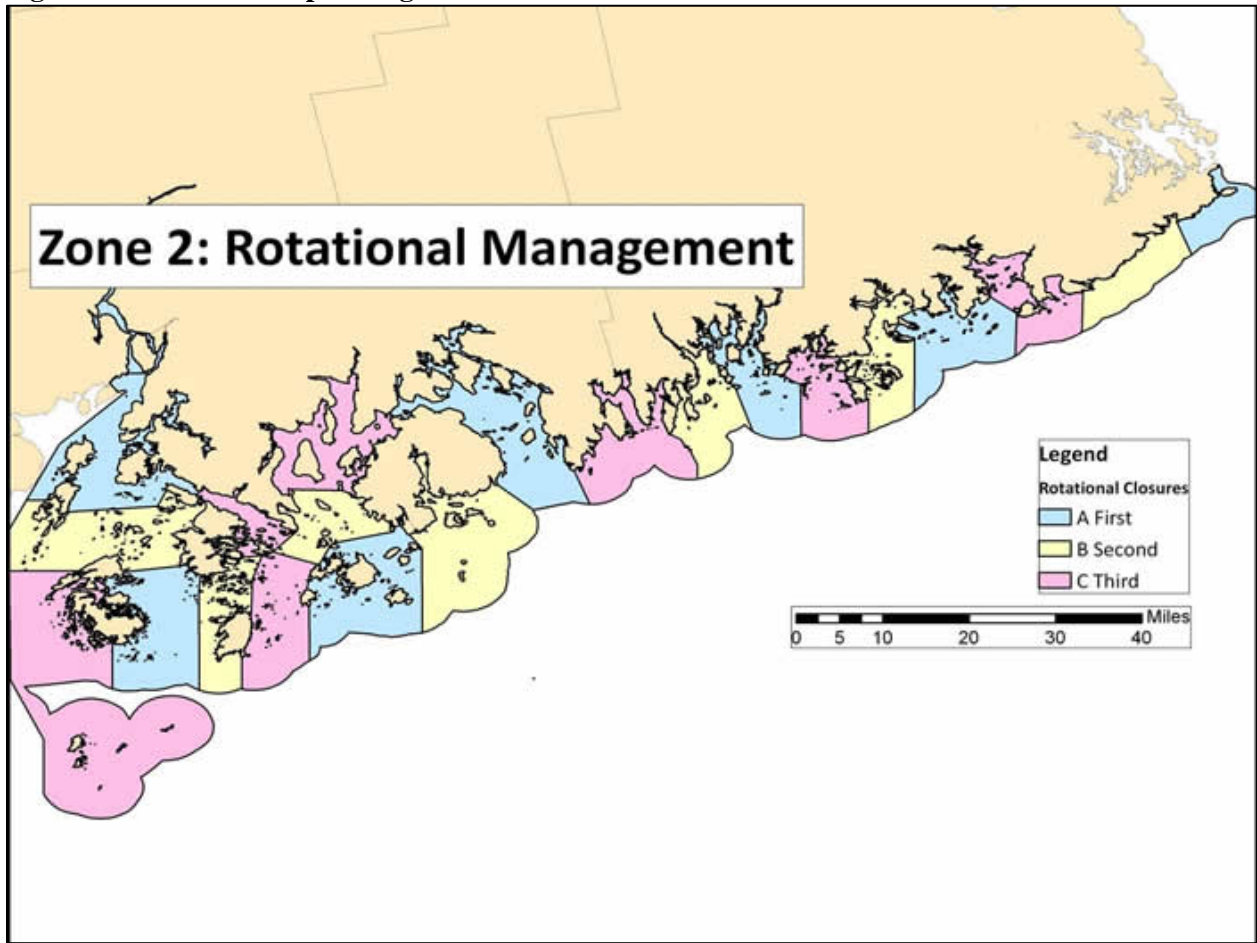 Zone 2: Rotational Management
Legend
Rotational Closures
A First
B Second
C Third
Miles
0 5 10 20 30 40